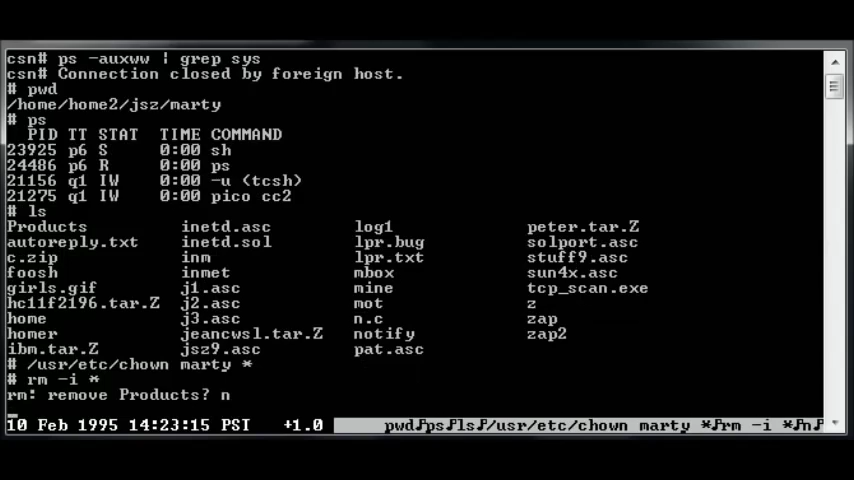 csn# ps -auxww | grep sys
csn# Connection closed by foreign host.
# pwd
/home/home2/jsz/marty
# ps
PID TT STAT TIME COMMAND
23925 p6 S 0:00 sh
24486 p6 R 0:00 ps
21156 q1 IW 0:00 -u (tcsh)
21275 q1 IW 0:00 pico cc2
# ls
Products inetd.asc log1 peter.tar.Z
autoreply.txt inetd.sol lpr.bug solport.asc
c.zip inm lpr.txt stuff9.asc
foosh inmet mbox sun4x.asc
girls.gif j1.asc mine tcp_scan.exe
hc11f2196.tar.Z j2.asc mot z
home j3.asc n.c zap
homer jeancwsl.tar.Z notify zap2
ibm.tar.Z jsz9.asc pat.asc
# /usr/etc/chown marty *
# rm -i *
rm: remove Products? n
10 Feb 1995 14:23:15 PSI +1.0 pwd♪ps♪ls♪/usr/etc/chown marty *♪rm -i *♪n♪